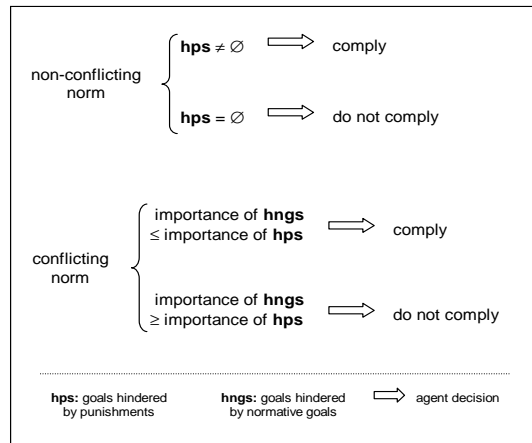 non-conflicting
norm
hps ≠ ∅
comply
hps = ∅
do not comply
conflicting
norm
importance of hngs
≤ importance of hps
comply
importance of hngs
≥ importance of hps
do not comply
hps: goals hindered
by punishments
hngs: goals hindered
by normative goals
agent decision